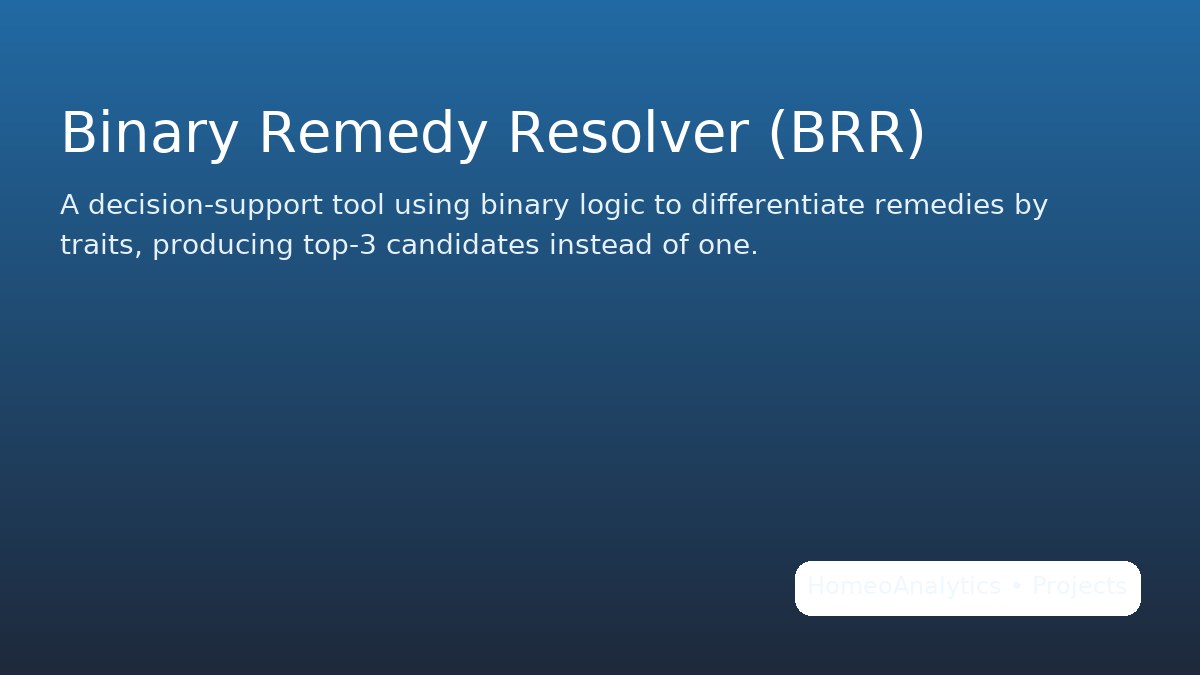 Binary Remedy Resolver (BRR)
A decision-support tool using binary logic to differentiate remedies by
traits, producing top-3 candidates instead of one.
HomeoAnalytics • Projects